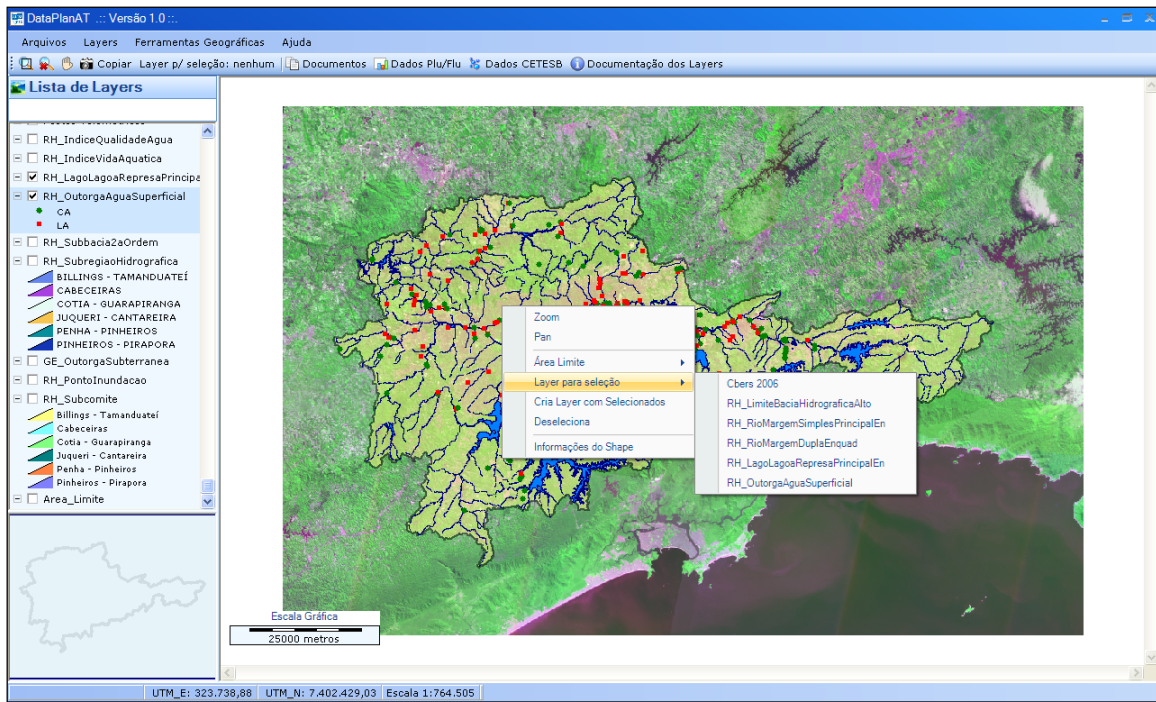 DataPlanAT .:: Versão 1.0 ::.
Arquivos Layers Ferramentas Geográficas Ajuda
Copiar Layer p/ seleção: nenhum Documentos Dados Plu/Flu Dados CETESB Documentação dos Layers
Lista de Layers
RH_IndiceQualidadeAgua
RH_IndiceVidaAquatica
RH_LagoLagoaRepresaPrincipa
RH_OutorgaAguaSuperficial
CA
LA
RH_Subbacia2aOrdem
RH_SubregiaoHidrografica
BILLINGS - TAMANDUATEÍ
CABECEIRAS
COTIA - GUARAPIRANGA
JUQUERI - CANTAREIRA
PENHA - PINHEIROS
PINHEIROS - PIRAPORA
GE_OutorgaSubterranea
RH_PontoInundacao
RH_Subcomite
Billings - Tamanduateí
Cabeceiras
Cotia - Guarapiranga
Juqueri - Cantareira
Penha - Pinheiros
Pinheiros - Pirapora
Area_Limite
Zoom
Pan
Área Limite
Layer para seleção
Cria Layer com Selecionados
Deseleciona
Informações do Shape
Cbers 2006
RH_LimiteBaciaHidrograficaAlto
RH_RioMargemSimplesPrincipalEn
RH_RioMargemDuplaEnquad
RH_LagoLagoaRepresaPrincipalEn
RH_OutorgaAguaSuperficial
Escala Gráfica
25000 metros
UTM_E: 323.738,88 UTM_N: 7.402.429,03 Escala 1:764.505